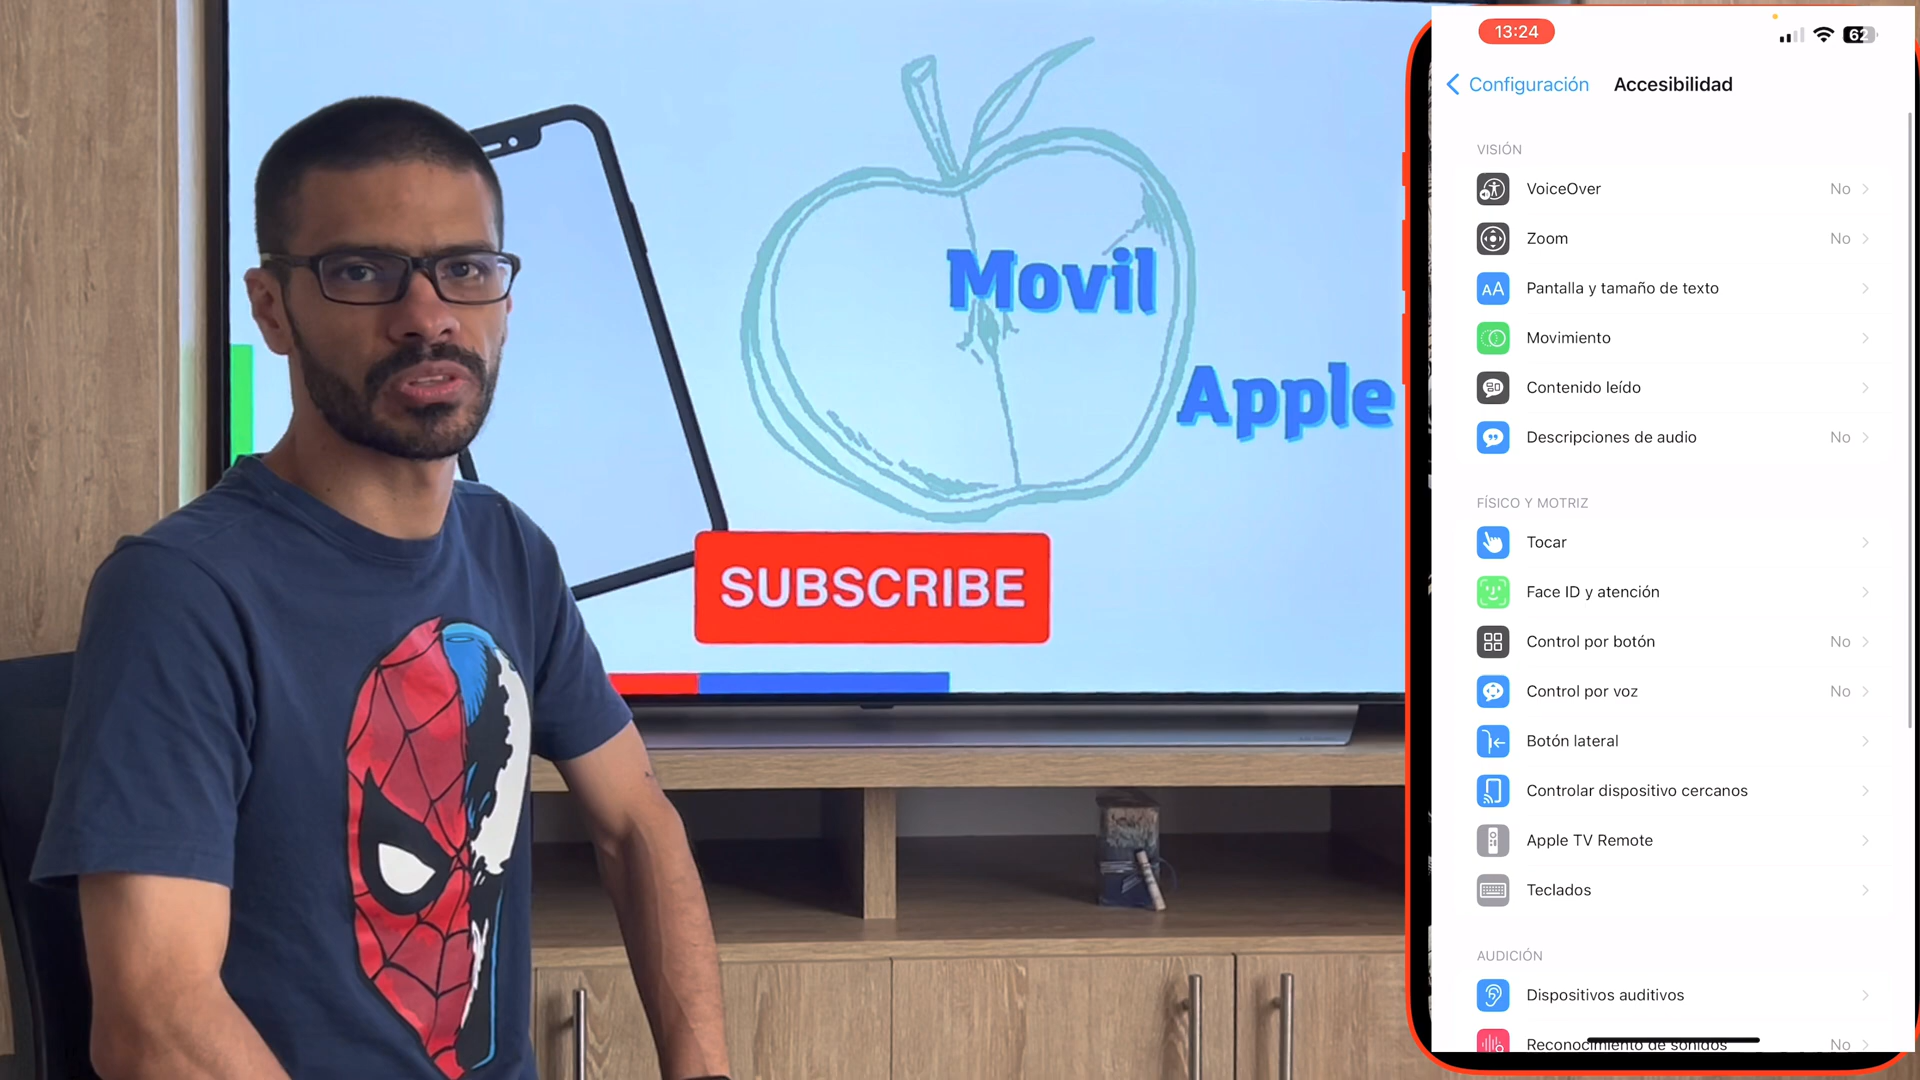 Movil
Apple
SUBSCRIBE
13:24
62
Configuración
Accesibilidad
VISIÓN
VoiceOver
No
Zoom
No
AA
Pantalla y tamaño de texto
Movimiento
Contenido leído
Descripciones de audio
No
FÍSICO Y MOTRIZ
Tocar
Face ID y atención
Control por botón
No
Control por voz
No
Botón lateral
Controlar dispositivo cercanos
Apple TV Remote
Teclados
AUDICIÓN
Dispositivos auditivos
Reconocimiento de sonidos
No